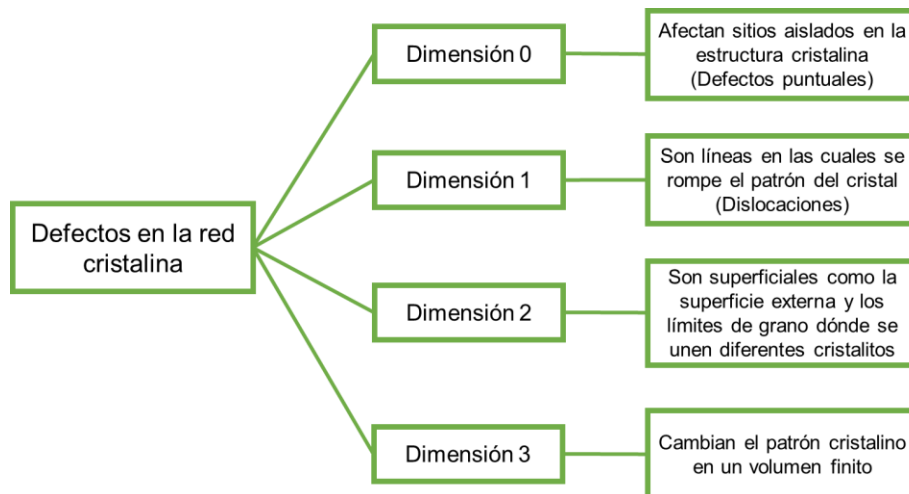 Defectos en la red
cristalina
Dimensión 0
Afectan sitios aislados en la
estructura cristalina
(Defectos puntuales)
Dimensión 1
Son líneas en las cuales se
rompe el patrón del cristal
(Dislocaciones)
Dimensión 2
Son superficiales como la
superficie externa y los
límites de grano dónde se
unen diferentes cristalitos
Dimensión 3
Cambian el patrón cristalino
en un volumen finito